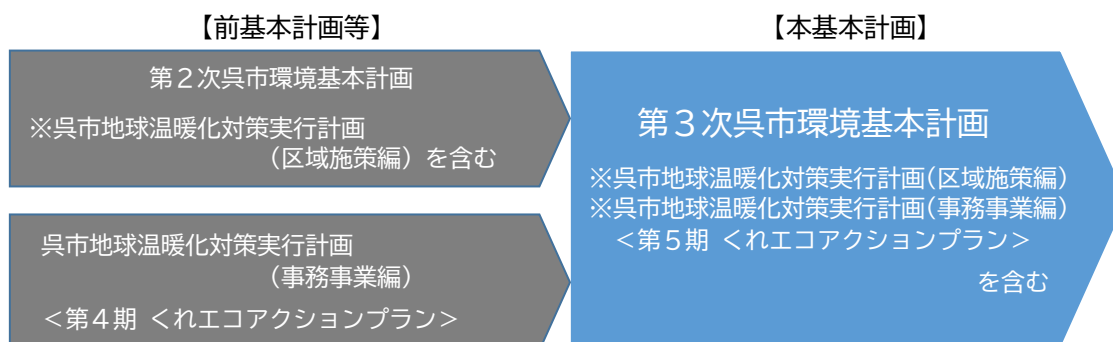 【前基本計画等】
第２次呉市環境基本計画
※呉市地球温暖化対策実行計画
（区域施策編）を含む
呉市地球温暖化対策実行計画
（事務事業編）
＜第４期 くれエコアクションプラン＞
【本基本計画】
第３次呉市環境基本計画
※呉市地球温暖化対策実行計画(区域施策編)
※呉市地球温暖化対策実行計画(事務事業編)
＜第５期 くれエコアクションプラン＞
を含む